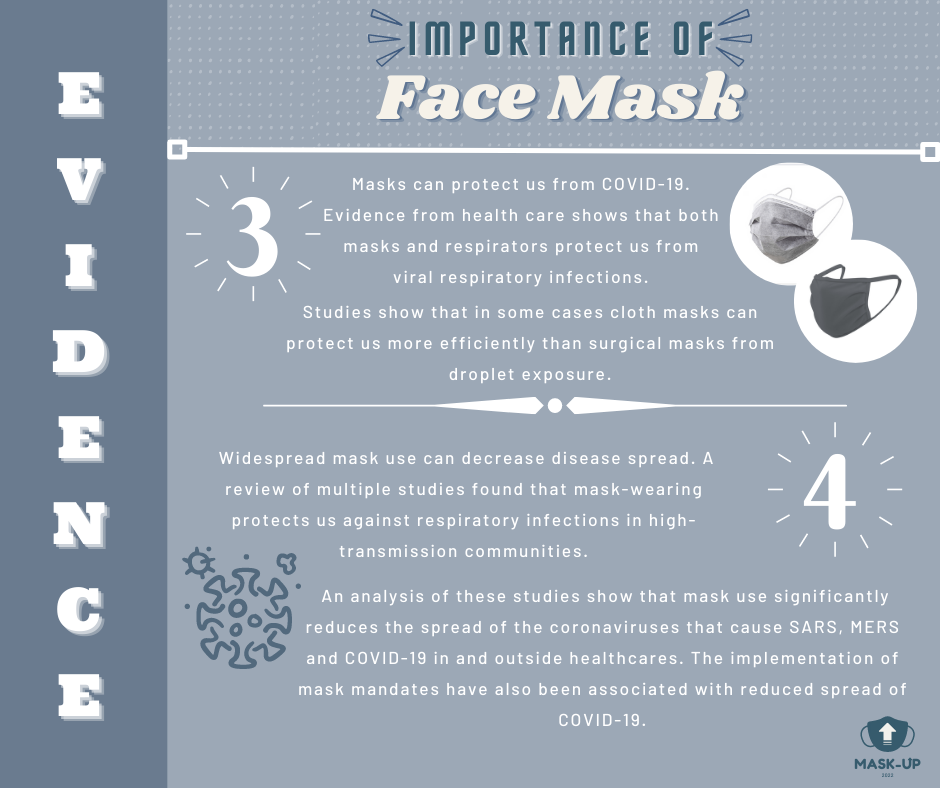 IMPORTANCE OF
Face Mask
EVIDENCE
3
Masks can protect us from COVID-19.
Evidence from health care shows that both
masks and respirators protect us from
viral respiratory infections.
Studies show that in some cases cloth masks can
protect us more efficiently than surgical masks from
droplet exposure.
4
Widespread mask use can decrease disease spread. A
review of multiple studies found that mask-wearing
protects us against respiratory infections in high-
transmission communities.
An analysis of these studies show that mask use significantly
reduces the spread of the coronaviruses that cause SARS, MERS
and COVID-19 in and outside healthcares. The implementation of
mask mandates have also been associated with reduced spread of
COVID-19.
MASK-UP
2022